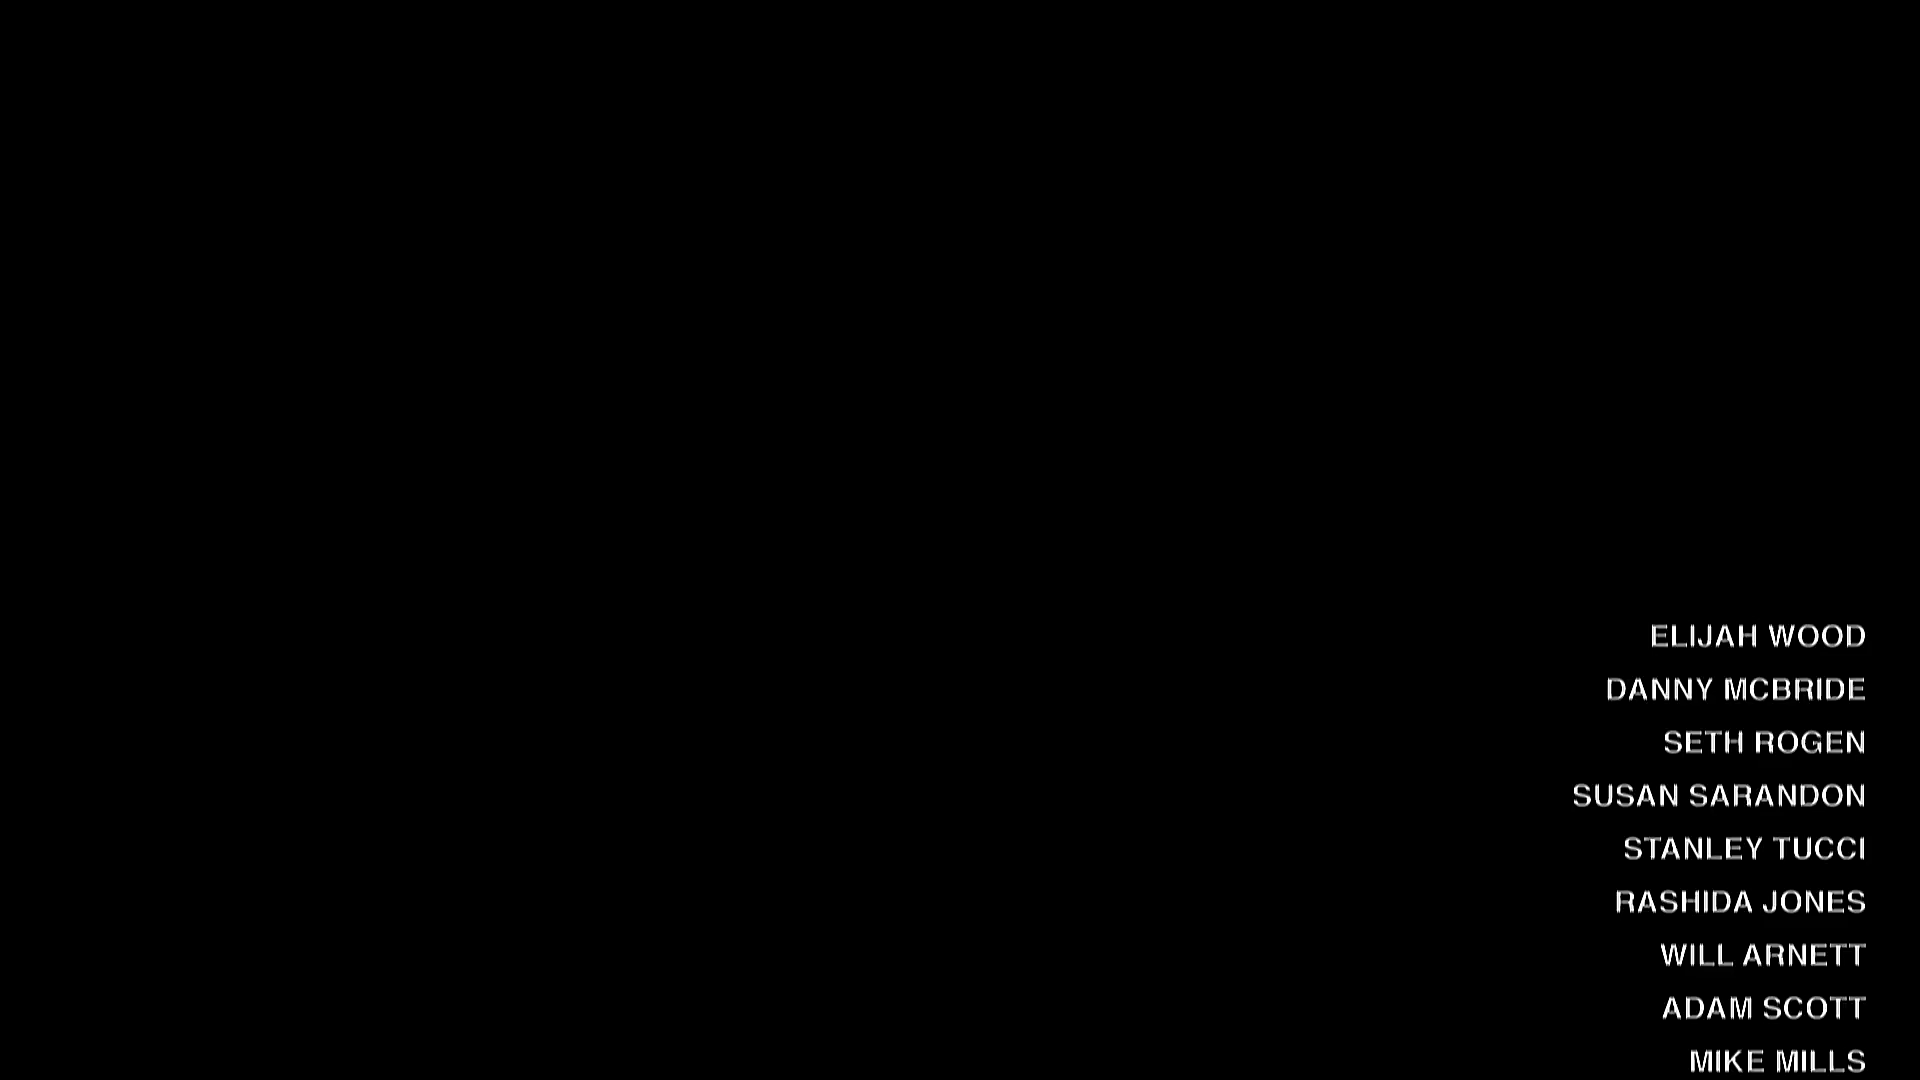 ELIJAH WOOD
DANNY MCBRIDE
SETH ROGEN
SUSAN SARANDON
STANLEY TUCCI
RASHIDA JONES
WILL ARNETT
ADAM SCOTT
MIKE MILLS